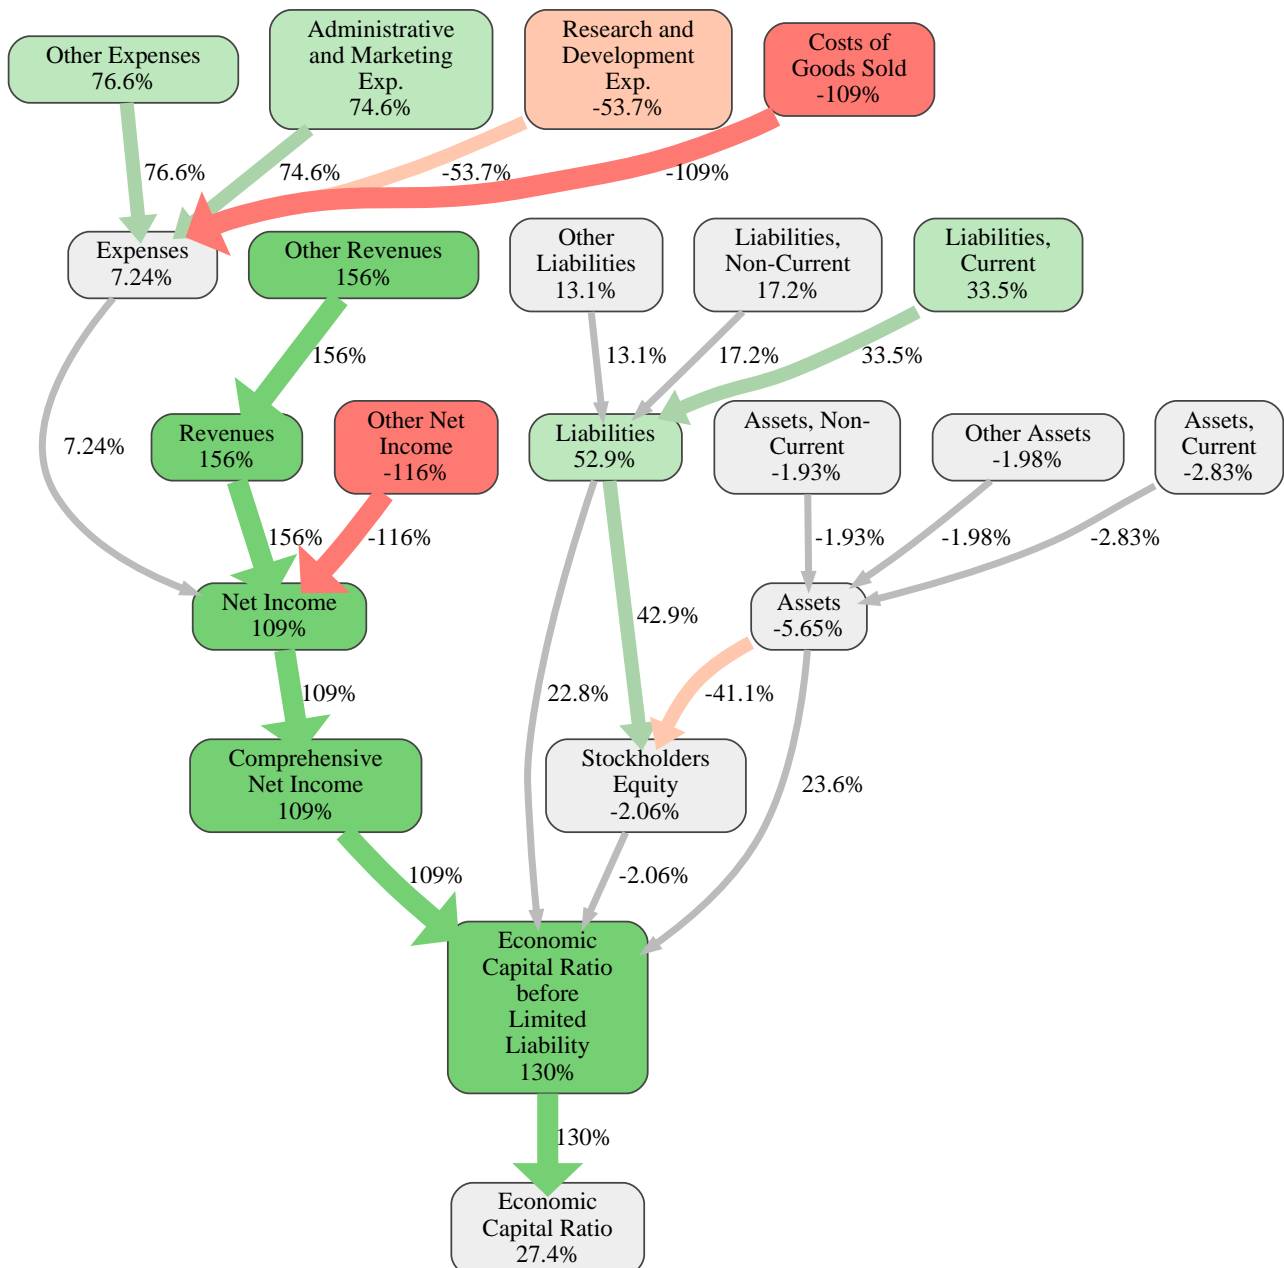 Other Expenses
76.6%
Administrative
and Marketing
Exp.
74.6%
Research and
Development
Exp.
-53.7%
Costs of
Goods Sold
-109%
76.6%
74.6%
-53.7%
-109%
Expenses
7.24%
Other Revenues
156%
Other
Liabilities
13.1%
Liabilities,
Non-Current
17.2%
Liabilities,
Current
33.5%
156%
13.1%
17.2%
33.5%
7.24%
Revenues
156%
Other Net
Income
-116%
Liabilities
52.9%
Assets, Non-
Current
-1.93%
Other Assets
-1.98%
Assets,
Current
-2.83%
156%
-116%
-1.93%
-1.98%
-2.83%
Net Income
109%
42.9%
Assets
-5.65%
109%
22.8%
-41.1%
Comprehensive
Net Income
109%
Stockholders
Equity
-2.06%
23.6%
109%
-2.06%
Economic
Capital Ratio
before
Limited
Liability
130%
130%
Economic
Capital Ratio
27.4%